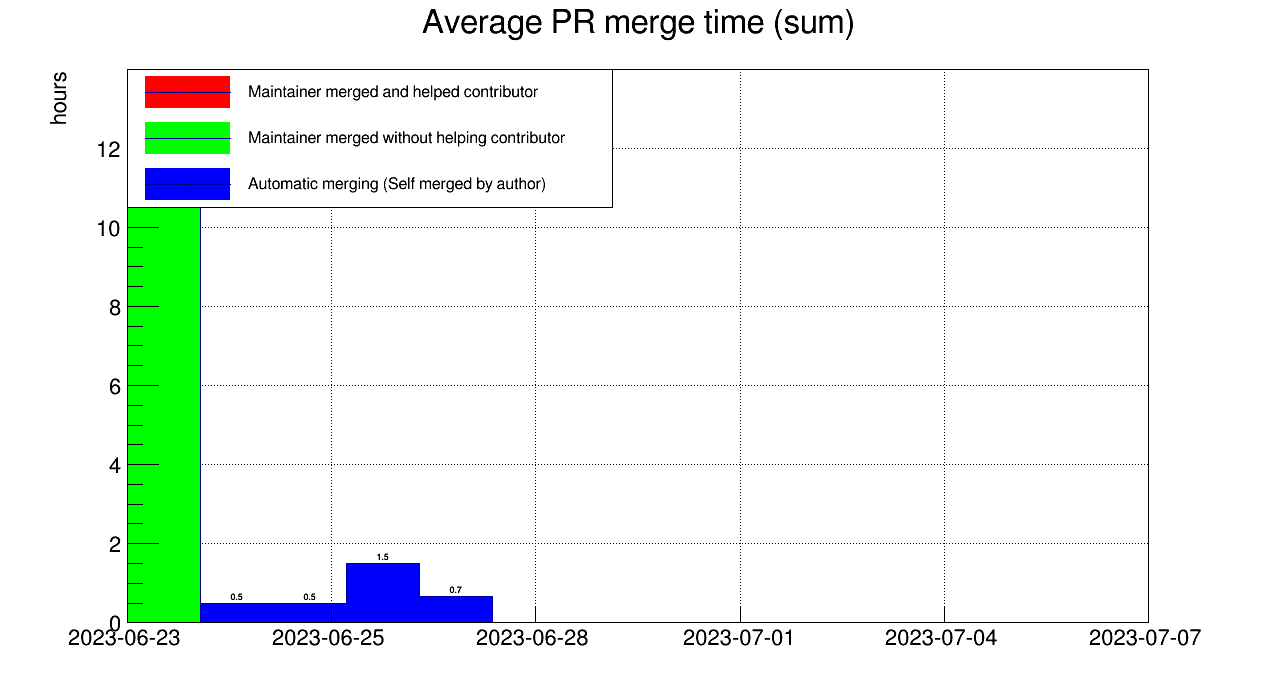 Average PR merge time (sum)
hours
Maintainer merged and helped contributor
Maintainer merged without helping contributor
Automatic merging (Self merged by author)
12
10
8
6
4
2
0
1.5
0.7
0.5 0.5
2023-06-23 2023-06-25 2023-06-28 2023-07-01 2023-07-04 2023-07-07